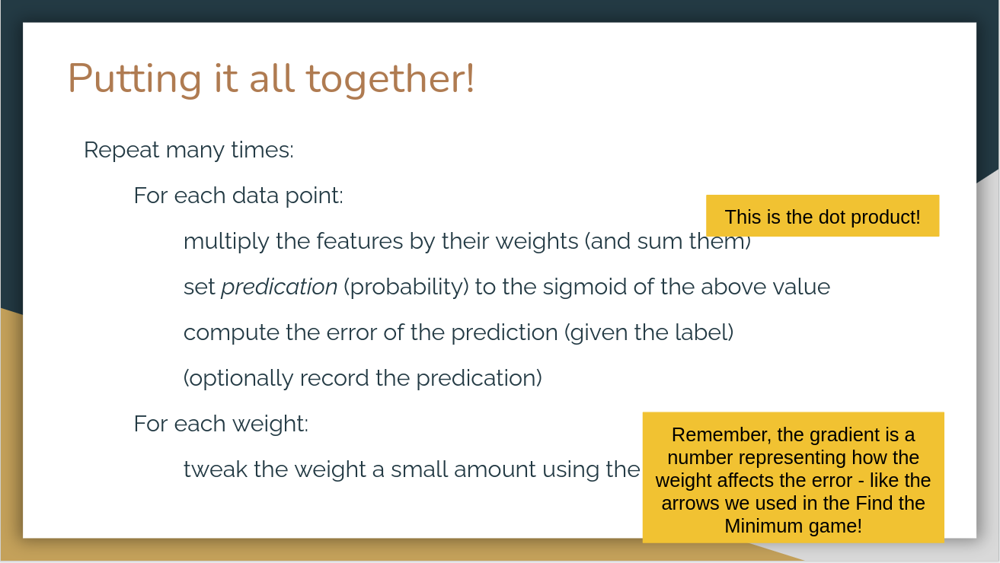 Putting it all together!
Repeat many times:
For each data point:
This is the dot product!
multiply the features by their weights (and sum them)
set predication (probability) to the sigmoid of the above value
compute the error of the prediction (given the label)
(optionally record the predication)
For each weight:
tweak the weight a small amount using the
Remember, the gradient is a
number representing how the
weight affects the error - like the
arrows we used in the Find the
Minimum game!